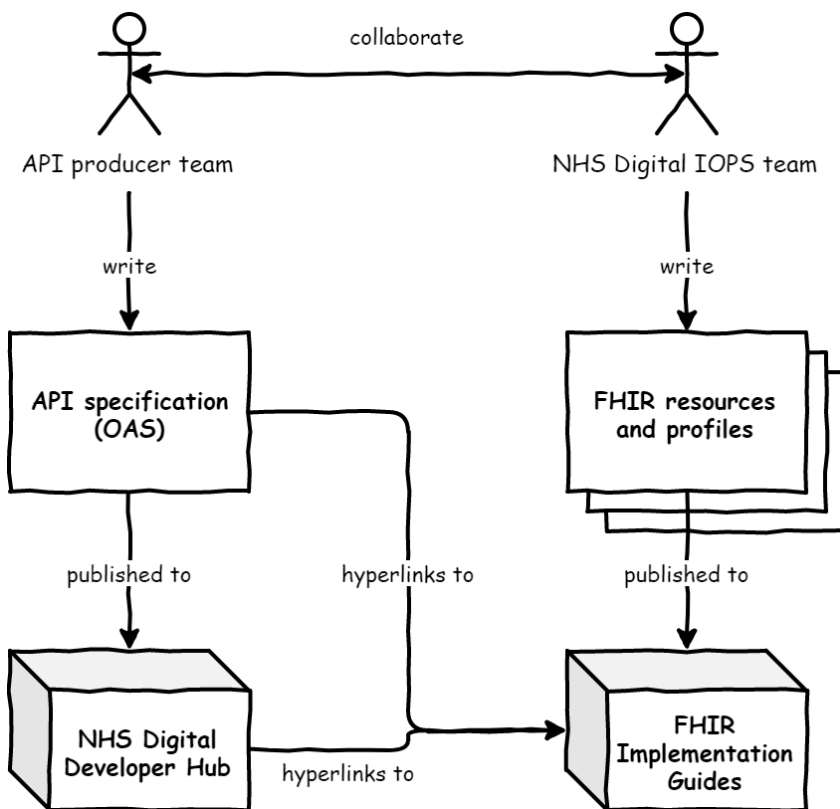 collaborate
API producer team
NHS Digital IOPS team
write
write
API specification
(OAS)
FHIR resources
and profiles
published to
hyperlinks to
published to
NHS Digital
Developer Hub
hyperlinks to
FHIR
Implementation
Guides